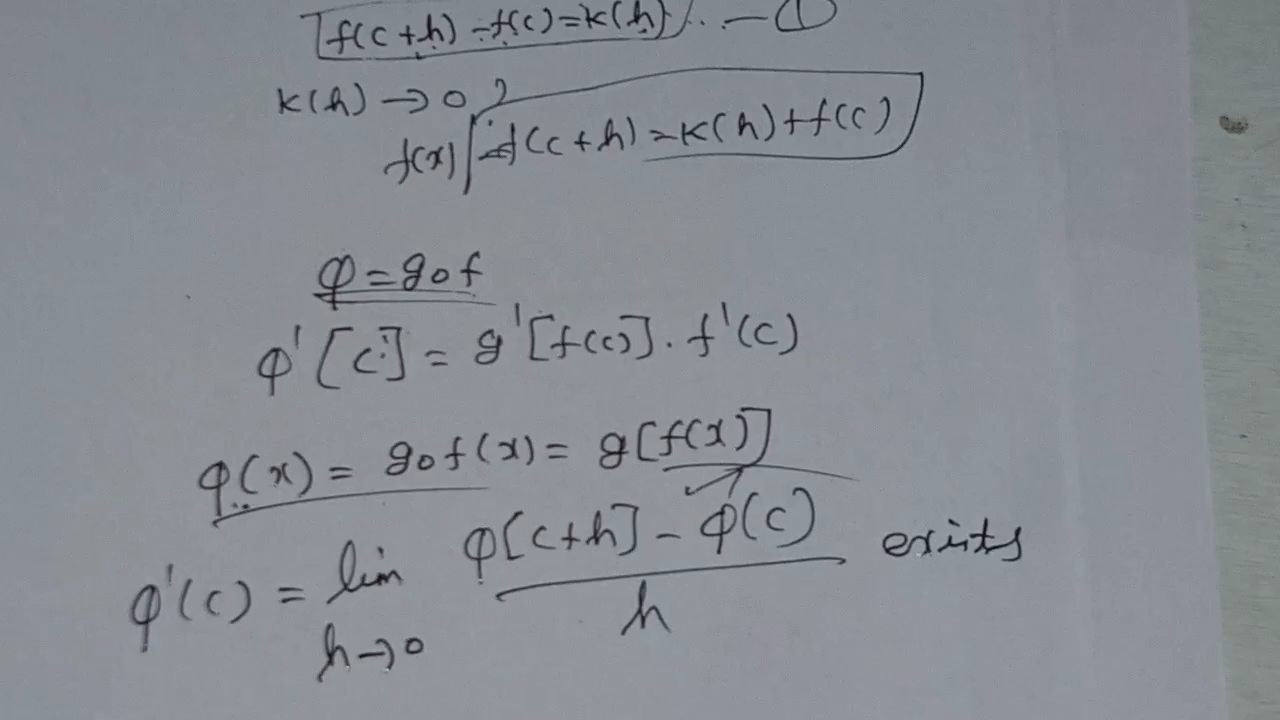 f(c+h) - f(c) = k(h) .. — ①
k(h) → 0 ?
f(x) = f(c+h) = k(h) + f(c)
φ = gof
φ'[c] = g'[f(c)] . f'(c)
φ(x) = gof(x) = g[f(x)]
φ'(c) = lim h→0 φ[c+h] - φ(c) / h exists